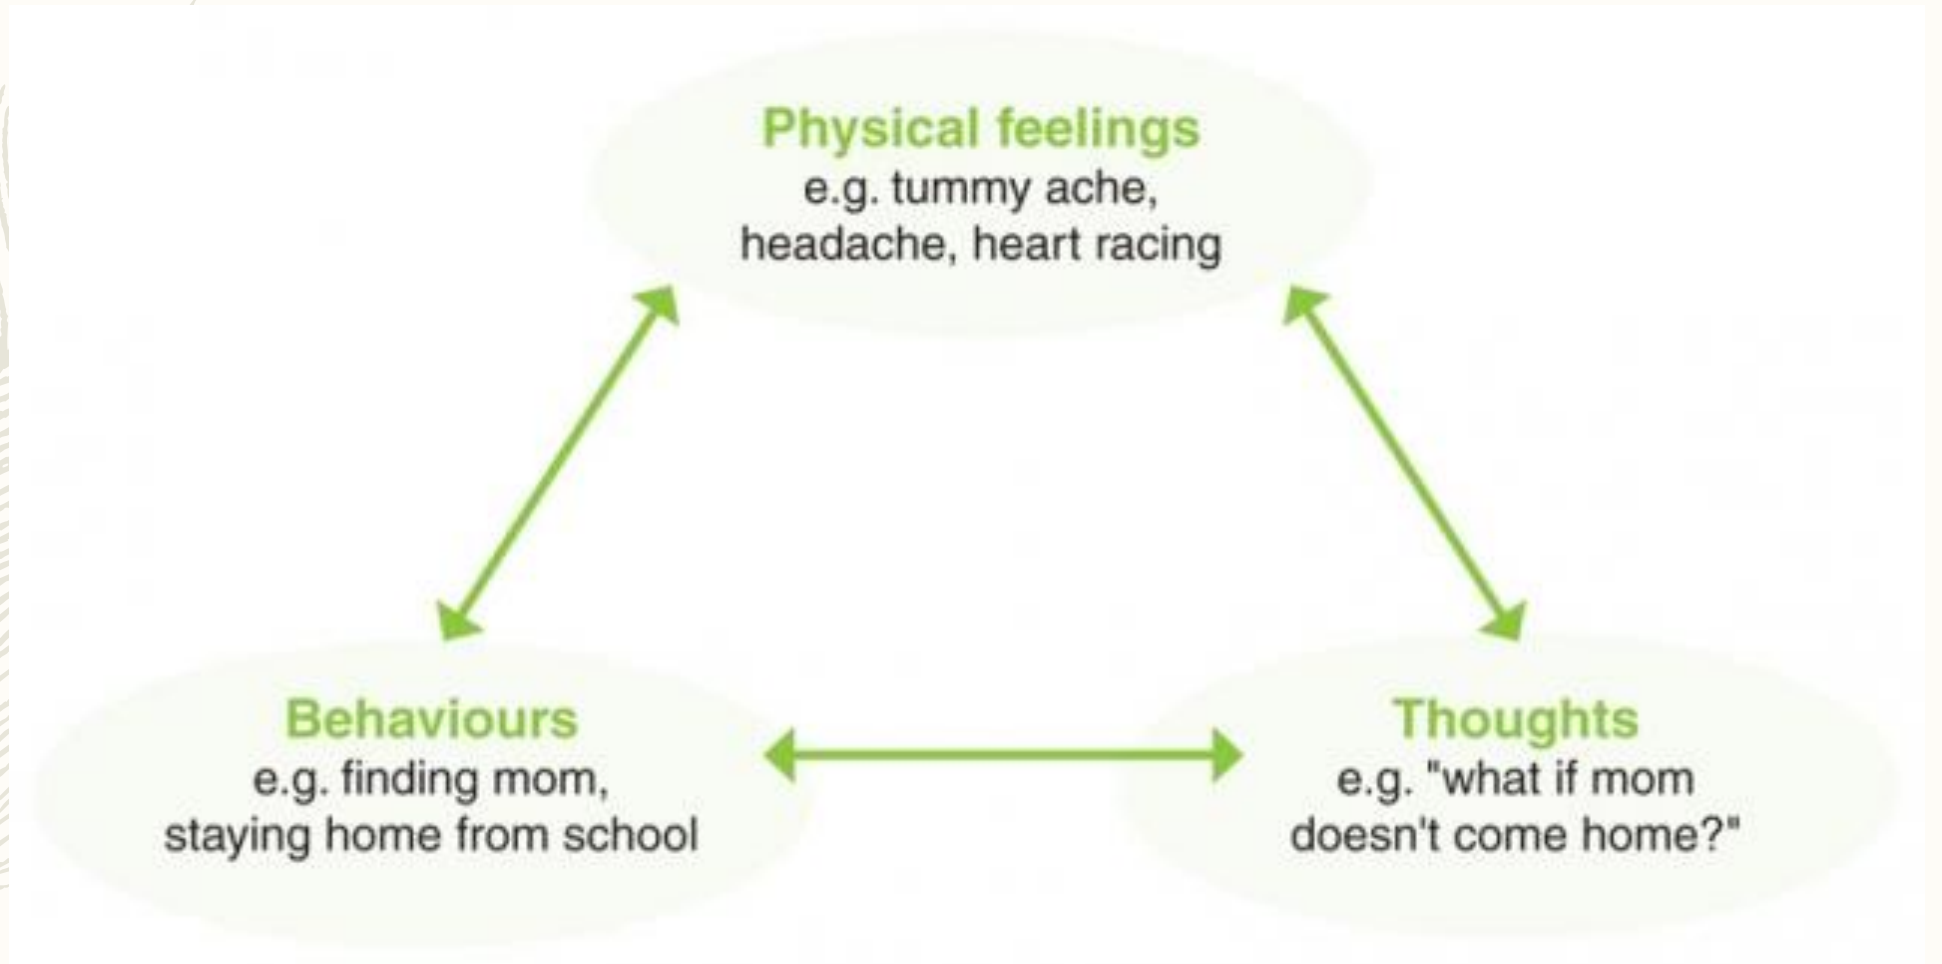 Physical feelings
e.g. tummy ache,
headache, heart racing
Behaviours
e.g. finding mom,
staying home from school
Thoughts
e.g. "what if mom
doesn't come home?"